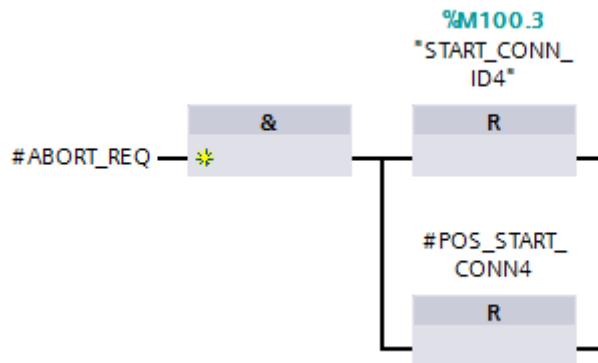 %M100.3
"START_CONN_
ID4"
&
R
#ABORT_REQ
#POS_START_
CONN4
R